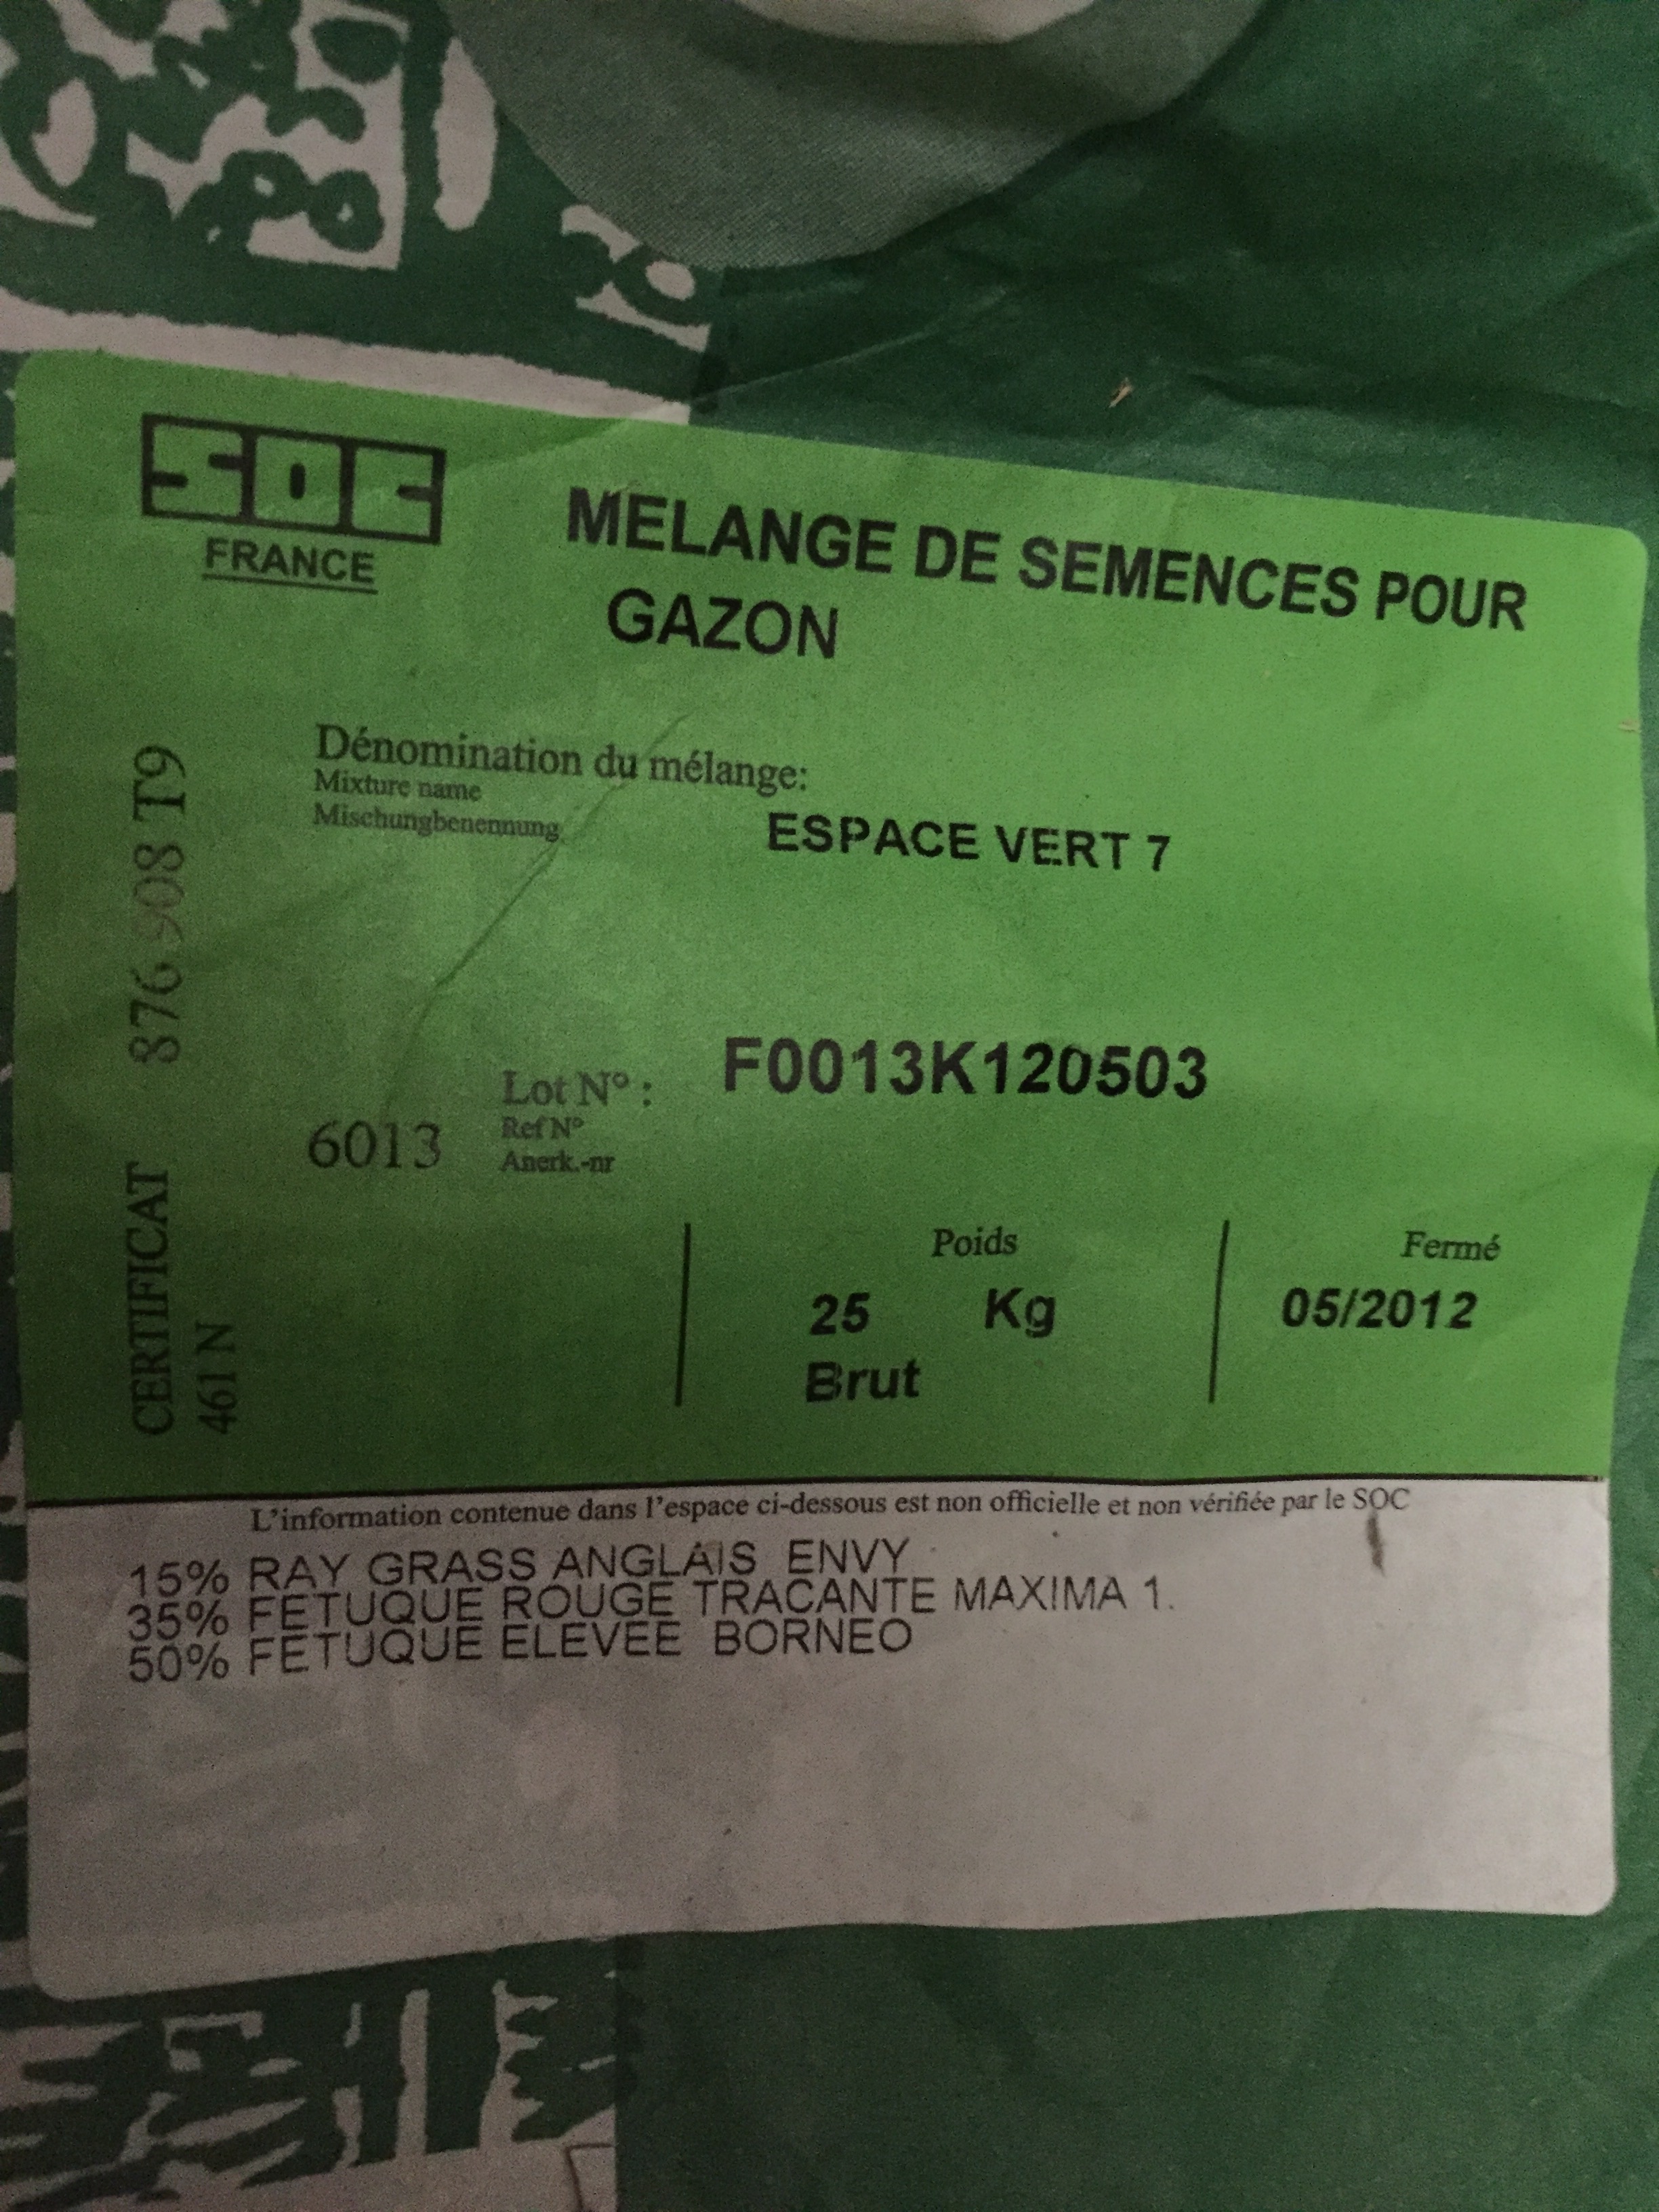 SOC
FRANCE
MELANGE DE SEMENCES POUR
GAZON
Dénomination du mélange:
Mixture name
Mischungbenennung
ESPACE VERT 7
CERTIFICAT 876 908 T9
461 N
6013
Lot N° : F0013K120503
Ref N°
Anerk.-nr
Poids
25 Kg
Brut
Fermé
05/2012
L'information contenue dans l'espace ci-dessous est non officielle et non vérifiée par le SOC
15% RAY GRASS ANGLAIS ENVY
35% FETUQUE ROUGE TRACANTE MAXIMA 1.
50% FETUQUE ELEVEE BORNEO